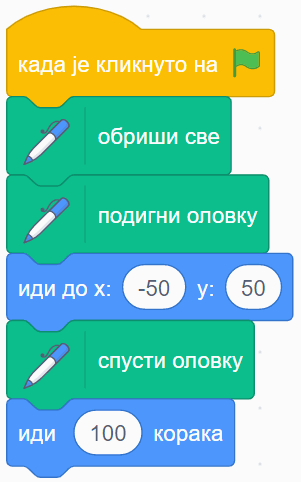 када је кликнуто на
обриши све
подигни оловку
иди до x: -50 y: 50
спусти оловку
иди 100 корака